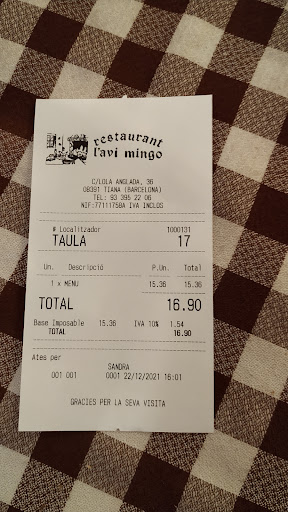 restaurant
l'avi mingo
C/LOLA ANGLADA, 36
08391 TIANA (BARCELONA)
TEL: 93 395 22 06
NIF:77111758A IVA INCLOS
# Localitzador 1000131
TAULA 17
Un. Descripció P.Un. Total
1 x MENU 15.36 15.36
TOTAL 16.90
Base Imposable 15.36 IVA 10% 1.54
TOTAL 16.90
Ates per
SANDRA
001 001 0001 22/12/2021 16:01
GRACIES PER LA SEVA VISITA